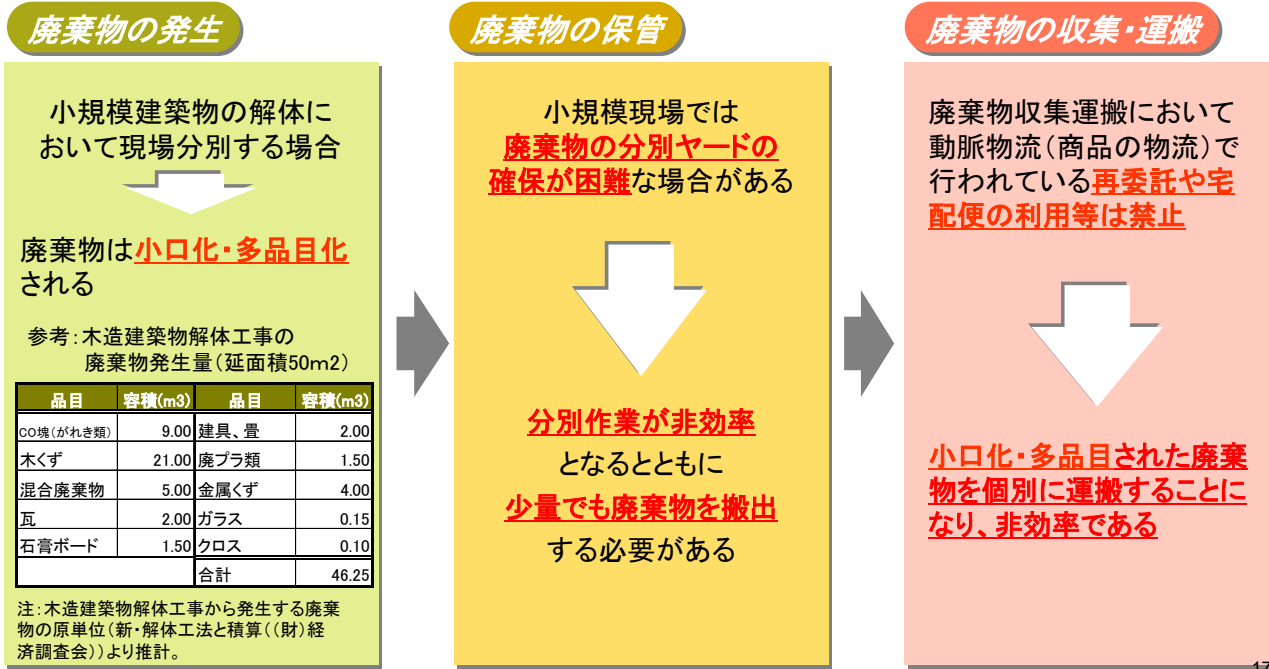 廃棄物の発生
小規模建築物の解体に
おいて現場分別する場合
廃棄物は小口化・多品目化
される
参考：木造建築物解体工事の
廃棄物発生量（延面積50m2）
品目 容積(m3) 品目 容積(m3)
CO塊(がれき類) 9.00 建具、畳 2.00
木くず 21.00 廃プラ類 1.50
混合廃棄物 5.00 金属くず 4.00
瓦 2.00 ガラス 0.15
石膏ボード 1.50 クロス 0.10
合計 46.25
注：木造建築物解体工事から発生する廃棄
物の原単位（新・解体工法と積算（（財）経
済調査会））より推計。
廃棄物の保管
小規模現場では
廃棄物の分別ヤードの
確保が困難な場合がある
分別作業が非効率
となるとともに
少量でも廃棄物を搬出
する必要がある
廃棄物の収集・運搬
廃棄物収集運搬において
動脈物流（商品の物流）で
行われている再委託や宅
配便の利用等は禁止
小口化・多品目された廃棄
物を個別に運搬することに
なり、非効率である
17